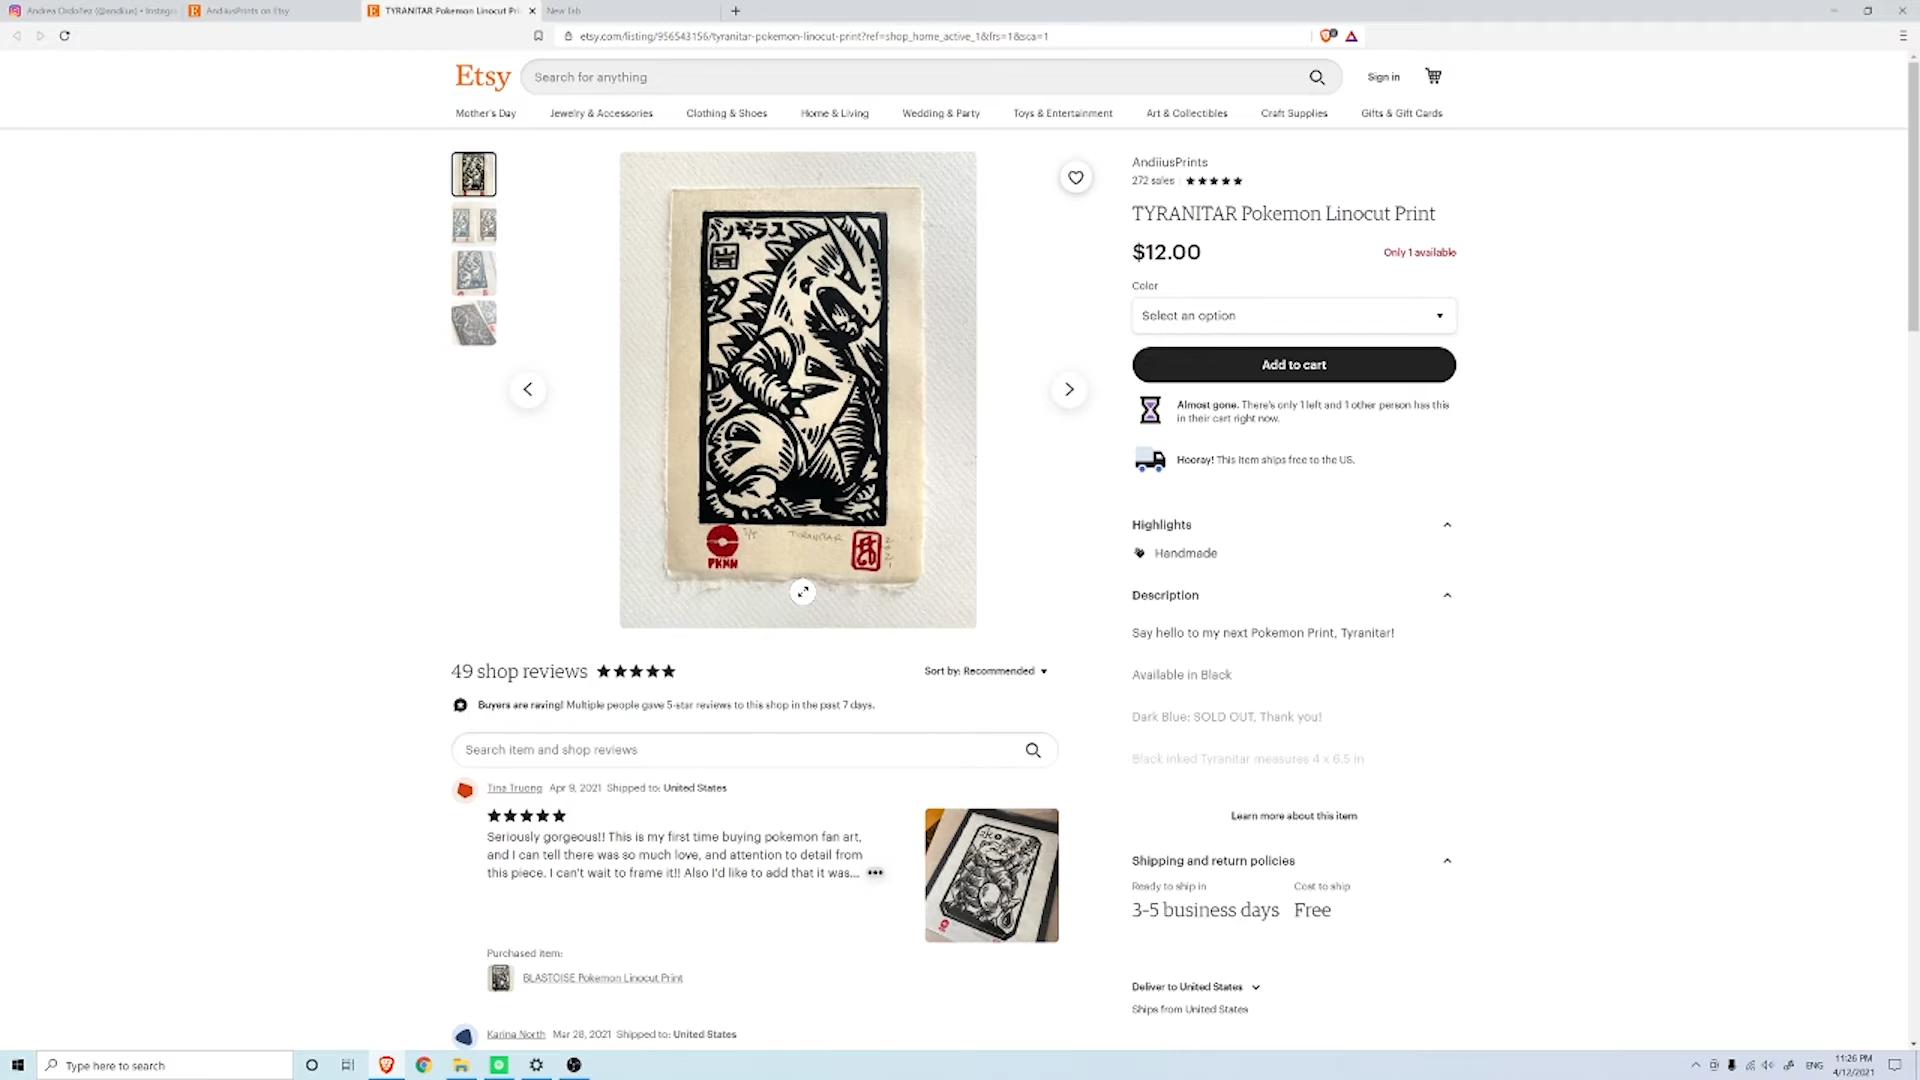 Andrea Ordoñez (@andiius) • Instagra
AndiiusPrints on Etsy
TYRANITAR Pokemon Linocut Pri
New Tab
etsy.com/listing/956543156/tyranitar-pokemon-linocut-print?ref=shop_home_active_1&frs=1&sca=1
Etsy
Search for anything
Sign in
Mother's Day
Jewelry & Accessories
Clothing & Shoes
Home & Living
Wedding & Party
Toys & Entertainment
Art & Collectibles
Craft Supplies
Gifts & Gift Cards
バンギラス
PKMN
TYRANITAR
2021
AndiiusPrints
272 sales
TYRANITAR Pokemon Linocut Print
$12.00
Only 1 available
Color
Select an option
Add to cart
Almost gone. There's only 1 left and 1 other person has this
in their cart right now.
Hooray! This item ships free to the US.
Highlights
Handmade
Description
Say hello to my next Pokemon Print, Tyranitar!
Available in Black
Dark Blue: SOLD OUT, Thank you!
Black inked Tyranitar measures 4 x 6.5 in
Learn more about this item
Shipping and return policies
Ready to ship in
Cost to ship
3-5 business days
Free
Deliver to United States
Ships from United States
49 shop reviews
Sort by: Recommended
Buyers are raving! Multiple people gave 5-star reviews to this shop in the past 7 days.
Search item and shop reviews
Tina Truong Apr 9, 2021 Shipped to: United States
Seriously gorgeous!! This is my first time buying pokemon fan art,
and I can tell there was so much love, and attention to detail from
this piece. I can't wait to frame it!! Also I'd like to add that it was...
Purchased item:
BLASTOISE Pokemon Linocut Print
Karina North Mar 28, 2021 Shipped to: United States
Type here to search
ENG
11:26 PM
4/12/2021